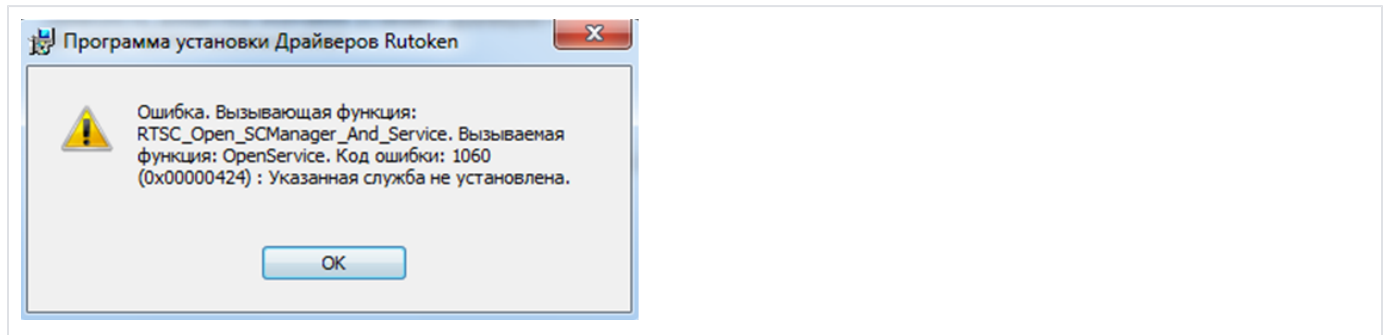 Программа установки Драйверов Rutoken
Ошибка. Вызывающая функция:
RTSC_Open_SCManager_And_Service. Вызываемая
функция: OpenService. Код ошибки: 1060
(0x00000424) : Указанная служба не установлена.
OK